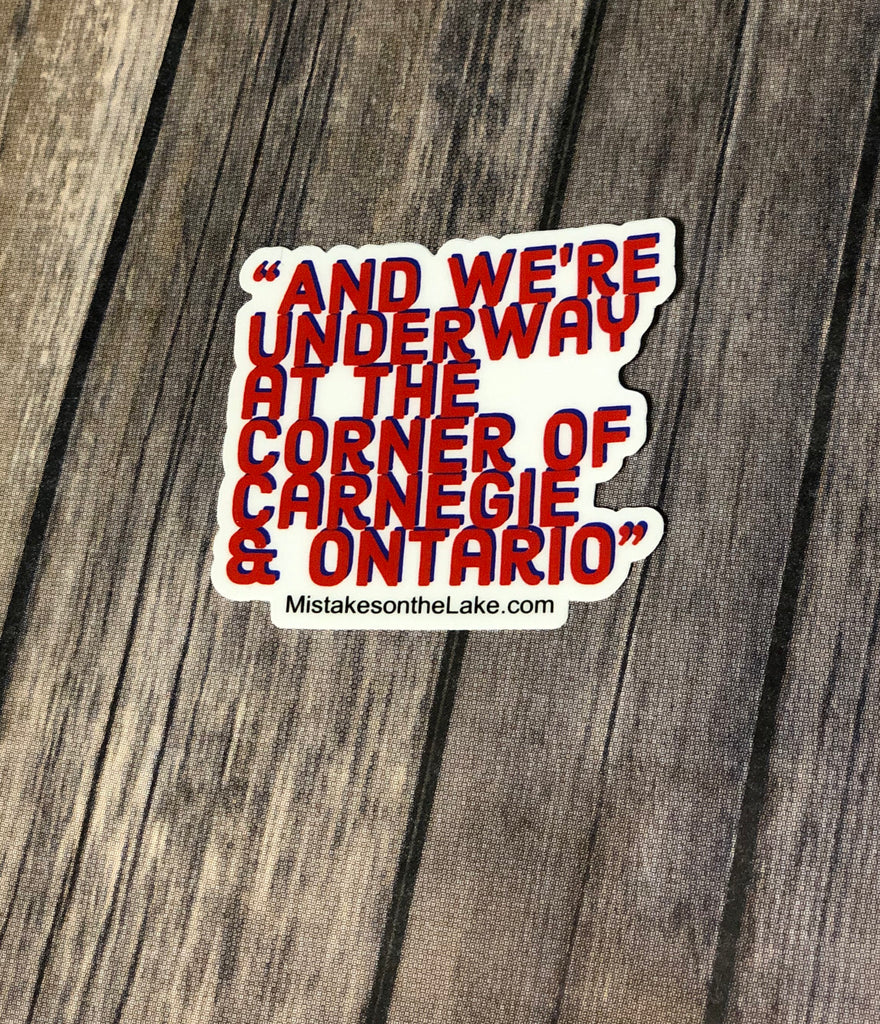 “AND WE'RE
UNDERWAY
AT THE
CORNER OF
CARNEGIE
& ONTARIO”
MistakesontheLake.com